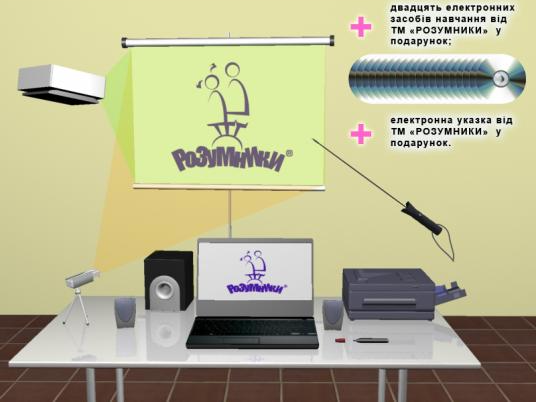 двадцять електронних
засобів навчання від
ТМ «РОЗУМНИКИ» у
подарунок;
електронна указка від
ТМ «РОЗУМНИКИ» у
подарунок.
РОЗУМНИКИ®
РОЗУМНИКИ®